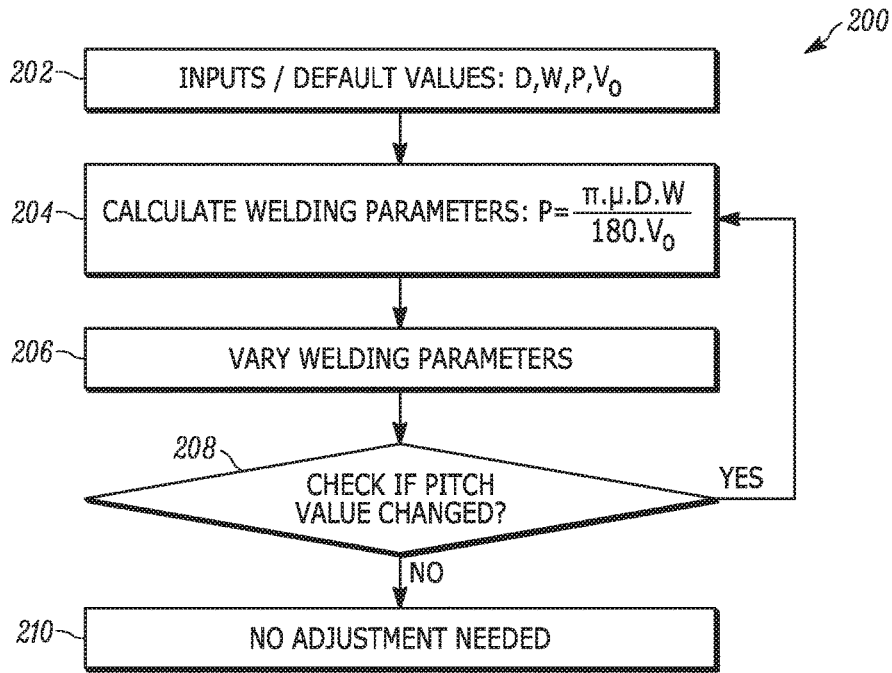 200
202
INPUTS / DEFAULT VALUES: D,W,P,V₀
204
CALCULATE WELDING PARAMETERS: P= π.μ.D.W / 180.V₀
206
VARY WELDING PARAMETERS
208
CHECK IF PITCH
VALUE CHANGED?
YES
NO
210
NO ADJUSTMENT NEEDED